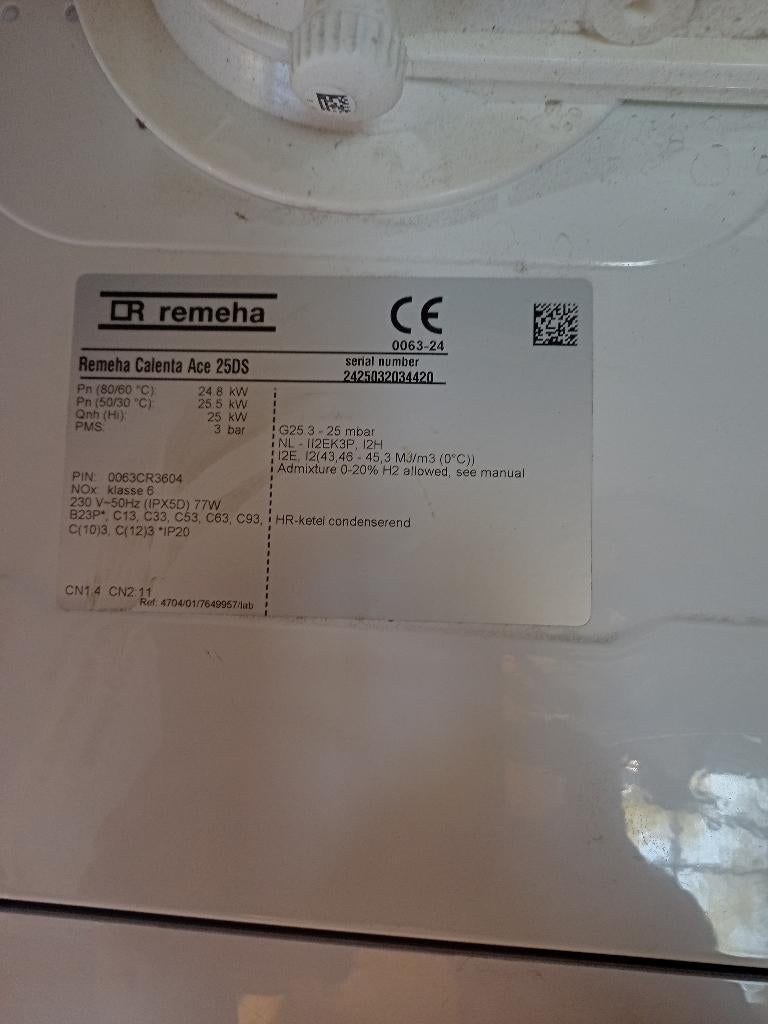 remeha
CE
0063-24
Remeha Calenta Ace 25DS
serial number
2425032034420
Pn (80/60 °C): 24.8 kW
Pn (50/30 °C): 25.5 kW
Qnh (Hi): 25 kW
PMS: 3 bar
G25.3 - 25 mbar
NL - II2EK3P, I2H
I2E, I2(43,46 - 45,3 MJ/m3 (0°C))
Admixture 0-20% H2 allowed, see manual
PIN: 0063CR3604
NOx: klasse 6
230 V~50Hz (IPX5D) 77W
B23P*, C13, C33, C53, C63, C93,
C(10)3, C(12)3 *IP20
HR-ketel condenserend
CN1:4 CN2:11
Ref: 4704/01/7649957/lab